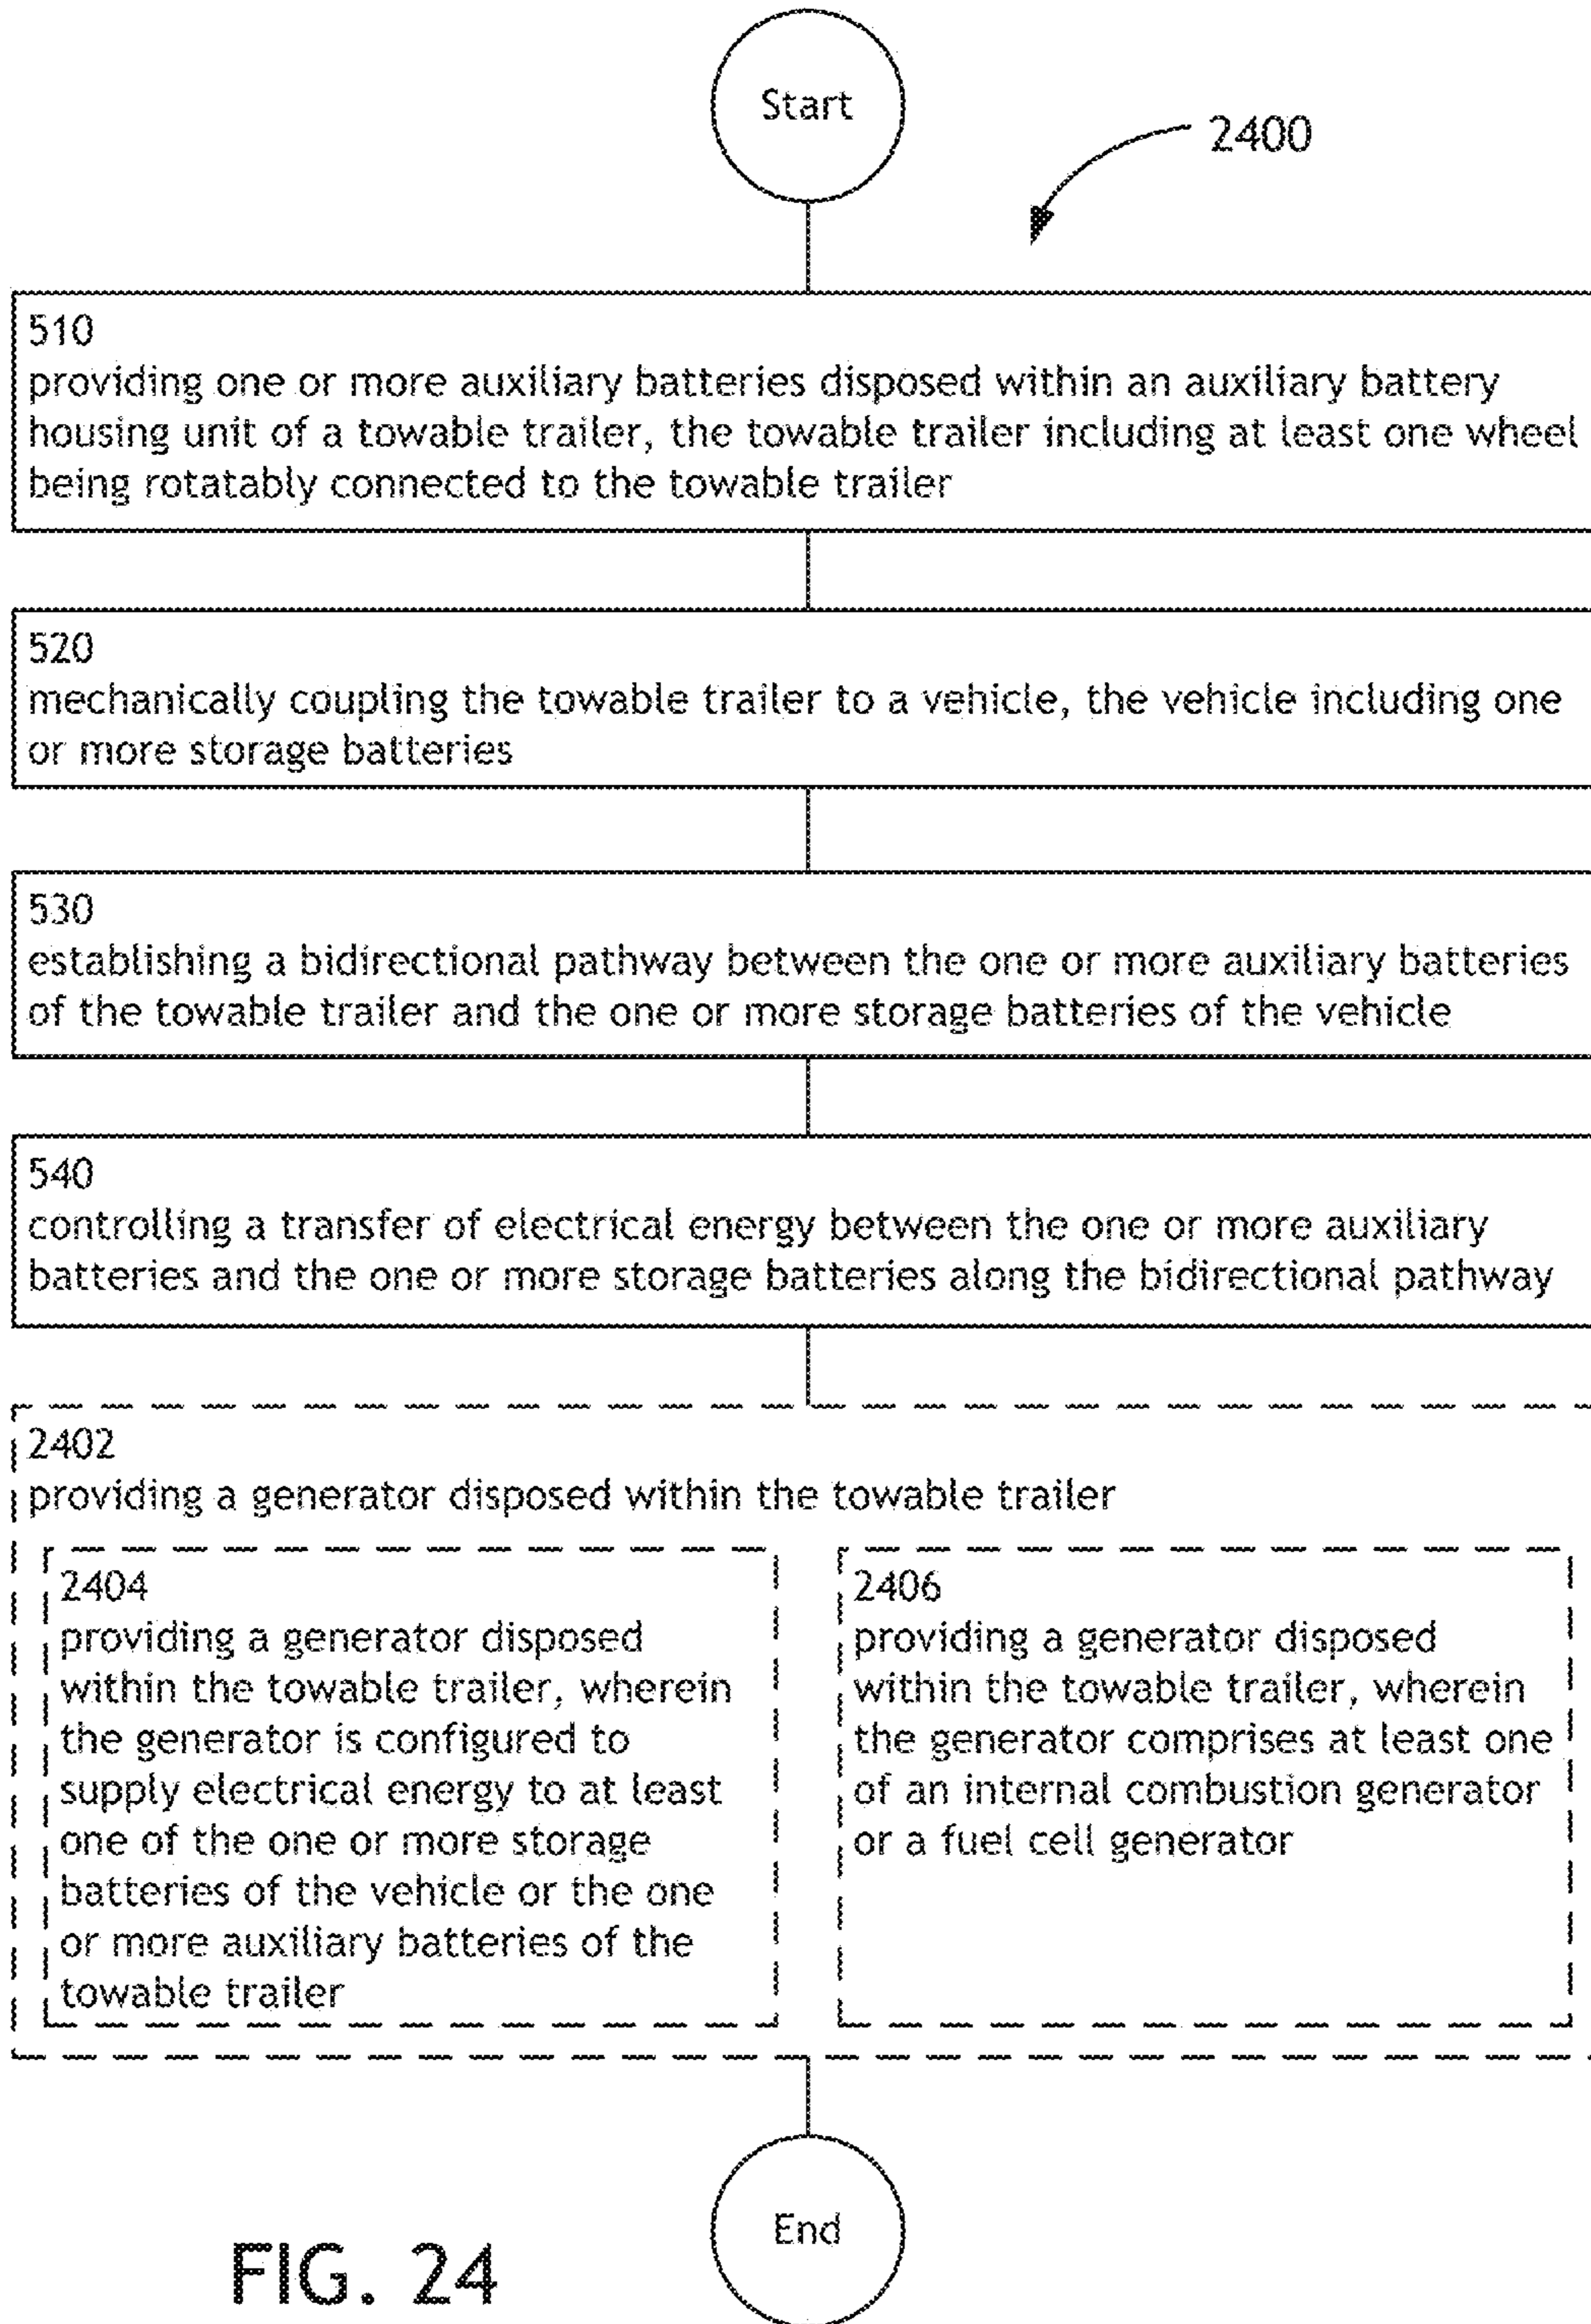 Start
2400
510
providing one or more auxiliary batteries disposed within an auxiliary battery
housing unit of a towable trailer, the towable trailer including at least one wheel
being rotatably connected to the towable trailer
520
mechanically coupling the towable trailer to a vehicle, the vehicle including one
or more storage batteries
530
establishing a bidirectional pathway between the one or more auxiliary batteries
of the towable trailer and the one or more storage batteries of the vehicle
540
controlling a transfer of electrical energy between the one or more auxiliary
batteries and the one or more storage batteries along the bidirectional pathway
2402
providing a generator disposed within the towable trailer
2404
providing a generator disposed
within the towable trailer, wherein
the generator is configured to
supply electrical energy to at least
one of the one or more storage
batteries of the vehicle or the one
or more auxiliary batteries of the
towable trailer
2406
providing a generator disposed
within the towable trailer, wherein
the generator comprises at least one
of an internal combustion generator
or a fuel cell generator
End
FIG. 24